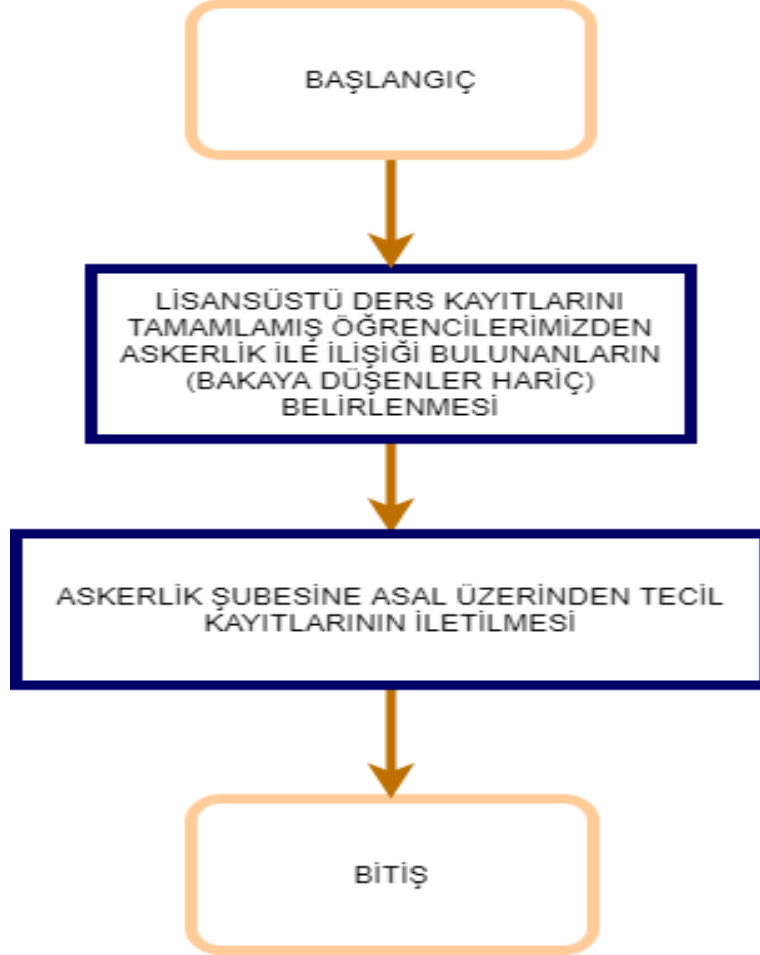 BAŞLANGIÇ
LİSANSÜSTÜ DERS KAYITLARINI
TAMAMLAMIŞ ÖĞRENCİLERİMİZDEN
ASKERLİK İLE İLİŞİĞİ BULUNANLARIN
(BAKAYA DÜŞENLER HARİÇ)
BELİRLENMESİ
ASKERLİK ŞUBESİNE ASAL ÜZERİNDEN TECİL
KAYITLARININ İLETİLMESİ
BİTİŞ